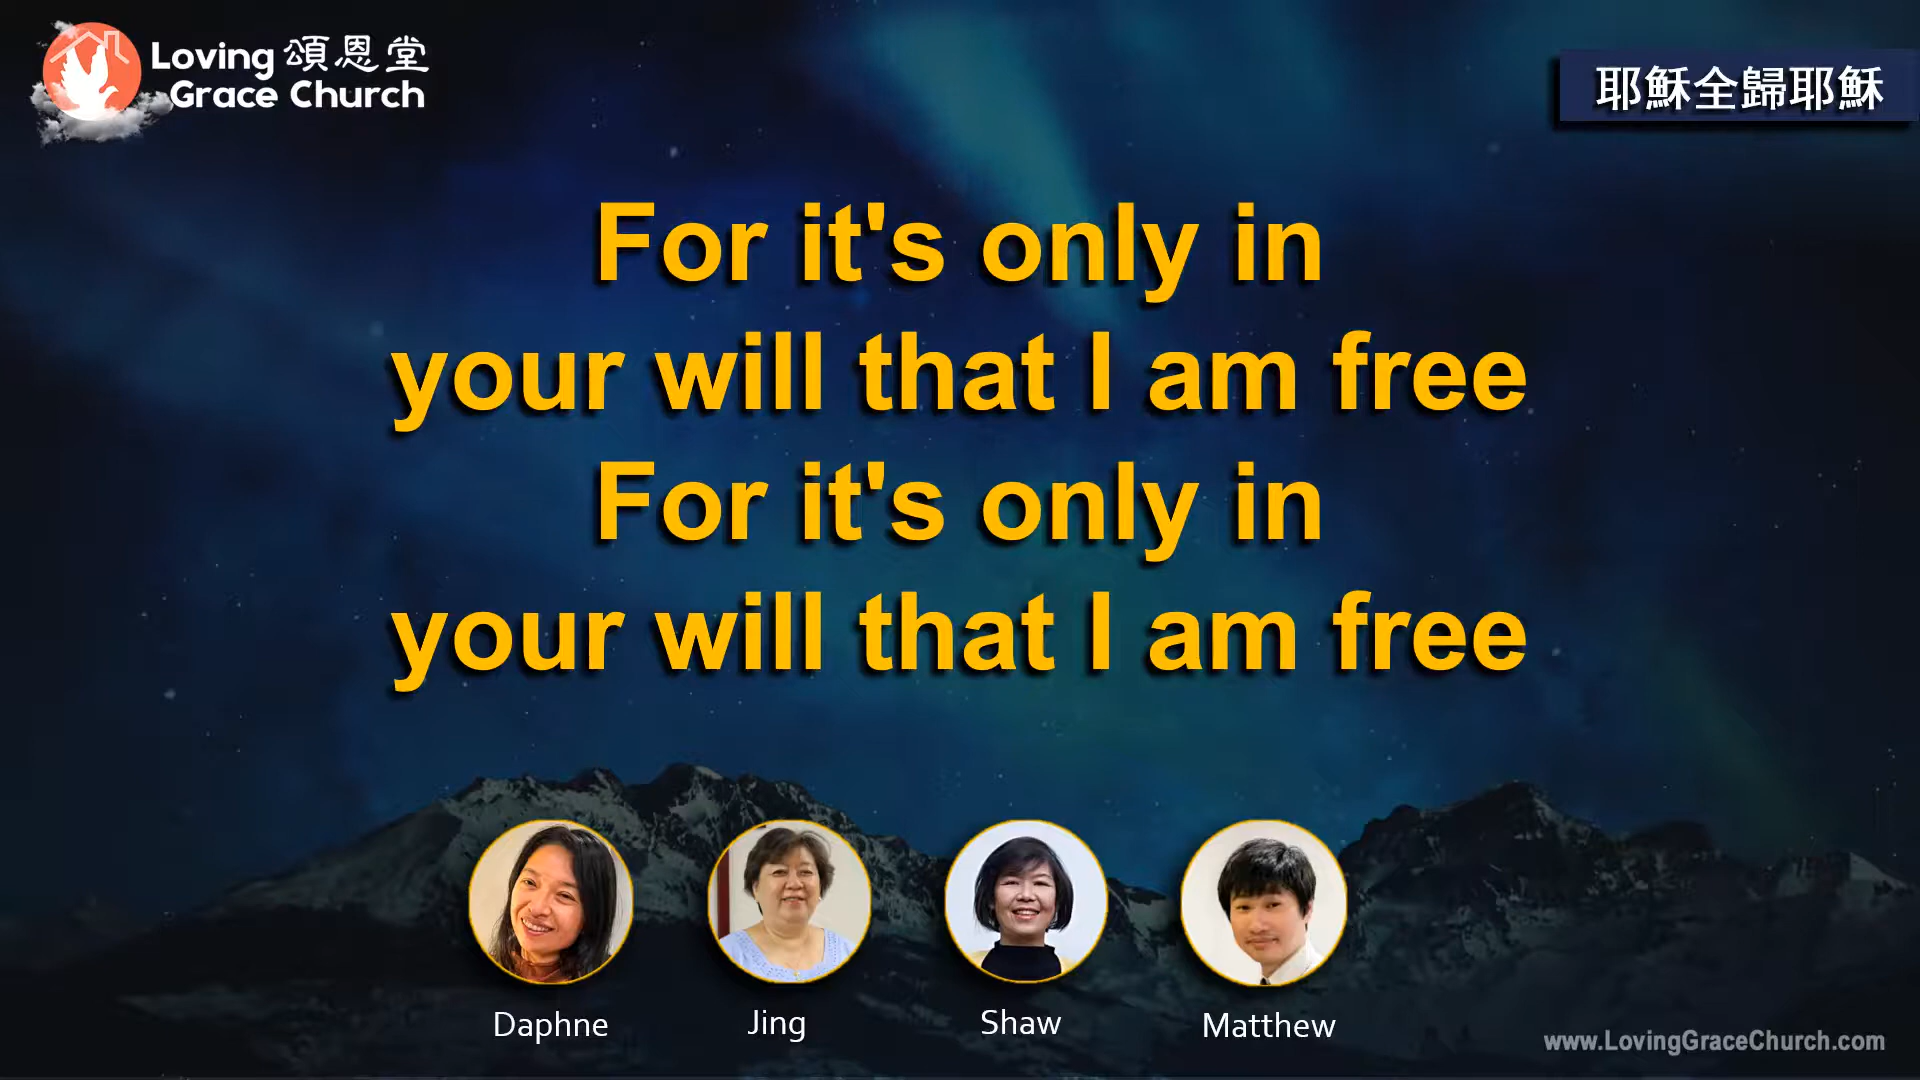 Loving 頌恩堂
Grace Church
耶穌全歸耶穌
For it's only in
your will that I am free
For it's only in
your will that I am free
Daphne
Jing
Shaw
Matthew
www.LovingGraceChurch.com